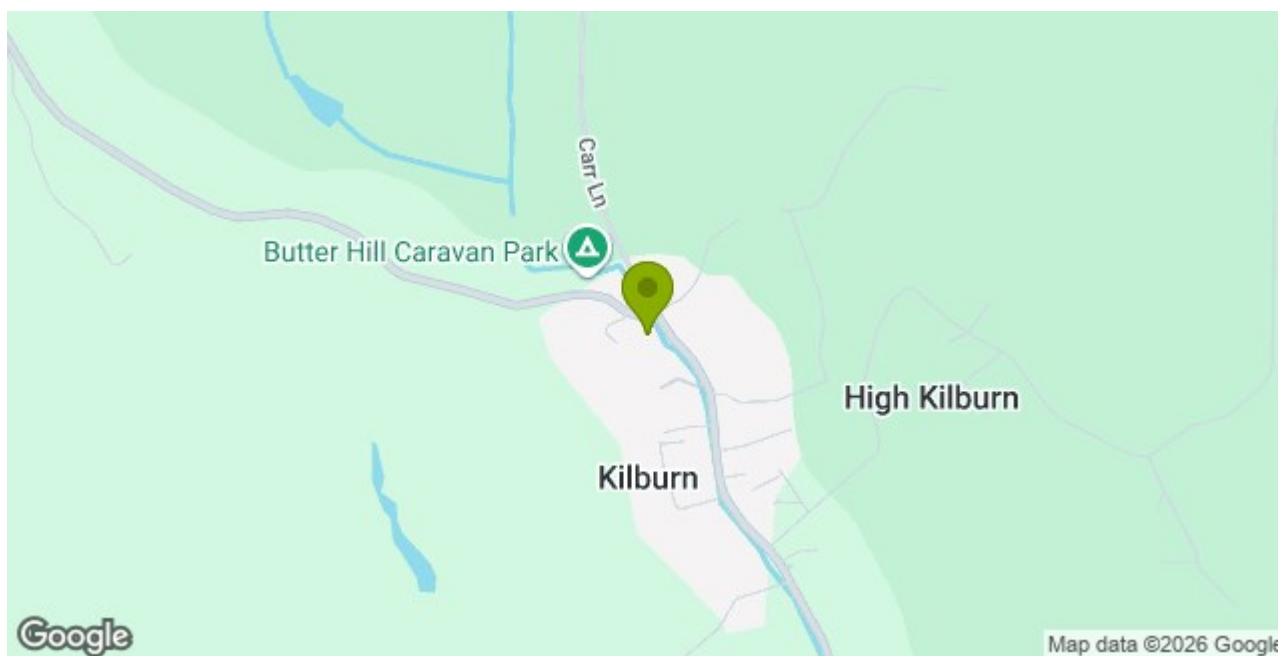 Carr Ln
Butter Hill Caravan Park
High Kilburn
Kilburn
Google
Map data ©2026 Google